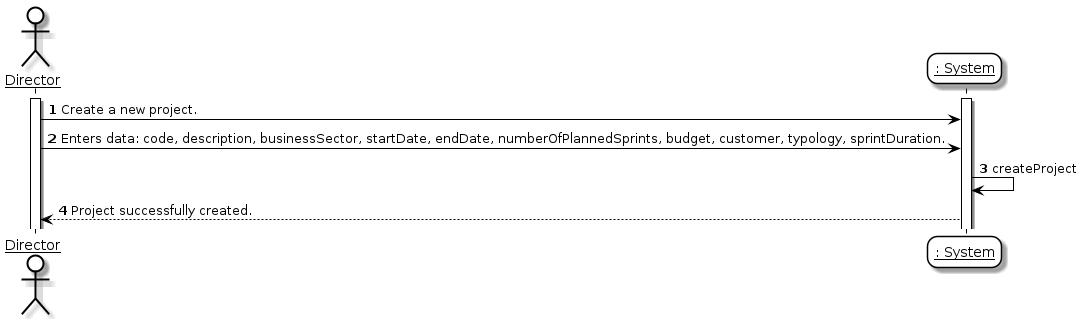 Director
: System
1 Create a new project.
2 Enters data: code, description, businessSector, startDate, endDate, numberOfPlannedSprints, budget, customer, typology, sprintDuration.
3 createProject
4 Project successfully created.
Director
: System